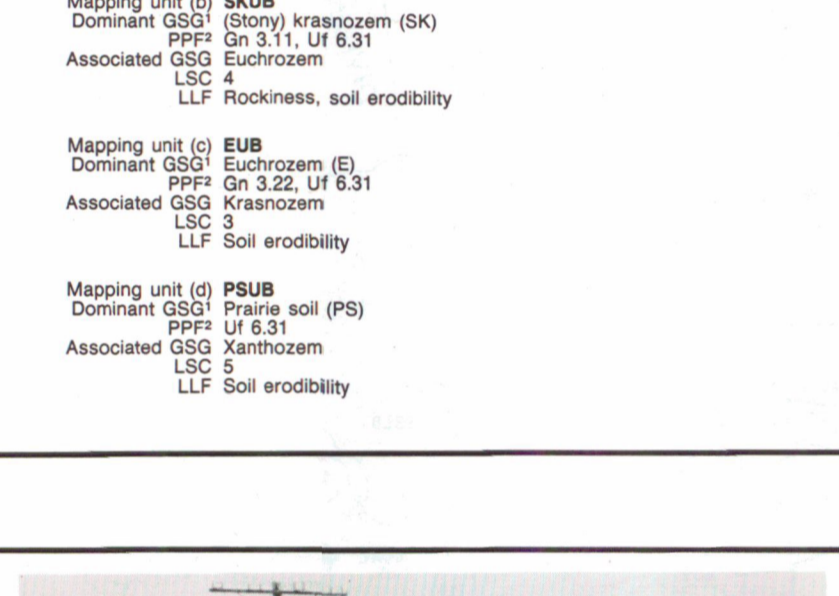 Mapping unit (b) SKUB
Dominant GSG¹ (Stony) krasnozem (SK)
PPF² Gn 3.11, Uf 6.31
Associated GSG Euchrozem
LSC 4
LLF Rockiness, soil erodibility
Mapping unit (c) EUB
Dominant GSG¹ Euchrozem (E)
PPF² Gn 3.22, Uf 6.31
Associated GSG Krasnozem
LSC 3
LLF Soil erodibility
Mapping unit (d) PSUB
Dominant GSG¹ Prairie soil (PS)
PPF² Uf 6.31
Associated GSG Xanthozem
LSC 5
LLF Soil erodibility